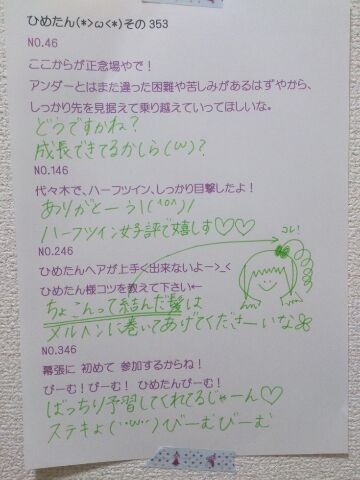 ひめたん(*>ω<*)その353
NO.46
ここからが正念場やで！
アンダーとはまた違った困難や苦しみがあるはずやから、
しっかり先を見据えて乗り越えていってほしいな。
どうですかね？
成長できてるかしら(ω)?
NO.146
代々木で、ハーフツイン、しっかり目撃したよ！
ありがとーう!(^o^)/
ハーフツイン女子評で嬉しす♡♡
NO.246
コレ!
ひめたんヘアが上手く出来ないよー>_<
ひめたん様コツを教えて下さい←
ちょこんって結んだ髪は
メルヘンに巻いてあげてくださーいな
NO.346
幕張に 初めて 参加するからね！
びーむ！びーむ！ ひめたんびーむ！
ばっちり予習してくれてるじゃーん♡
ステキょ(¨ω¨)びーむびーむ